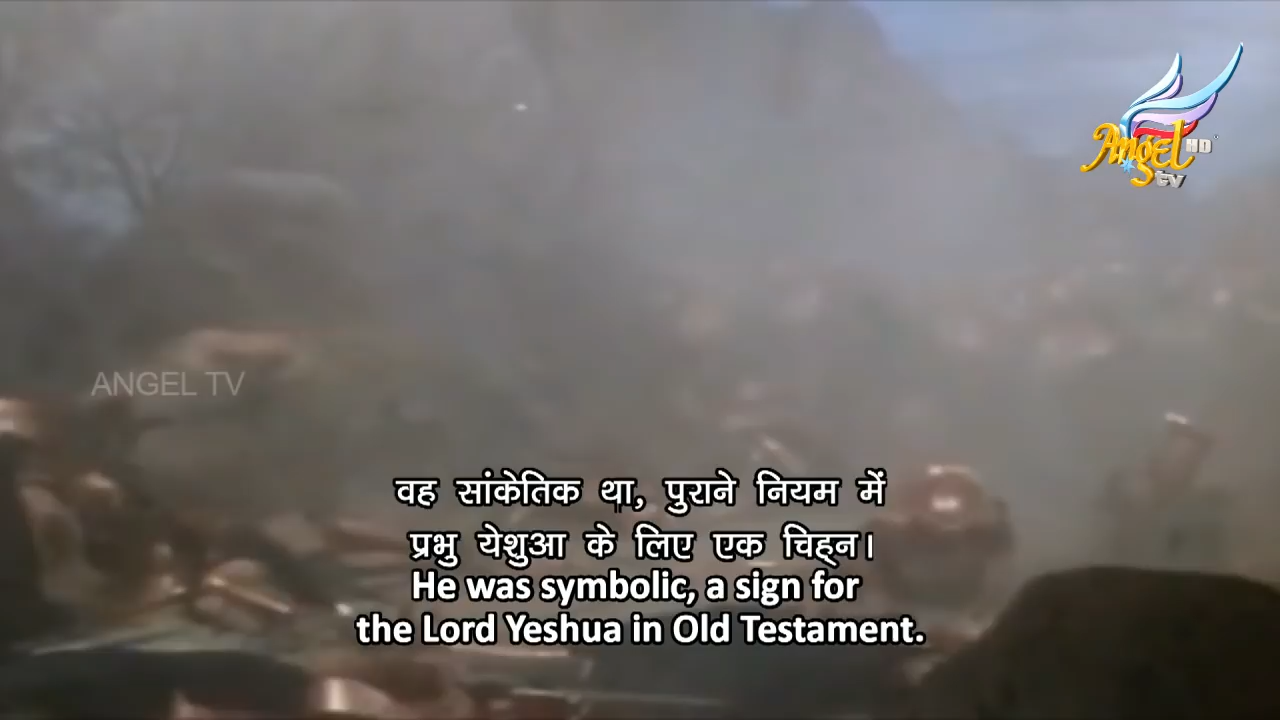 Angel HD
tv
ANGEL TV
वह सांकेतिक था, पुराने नियम में
प्रभु येशुआ के लिए एक चिह्न।
He was symbolic, a sign for
the Lord Yeshua in Old Testament.